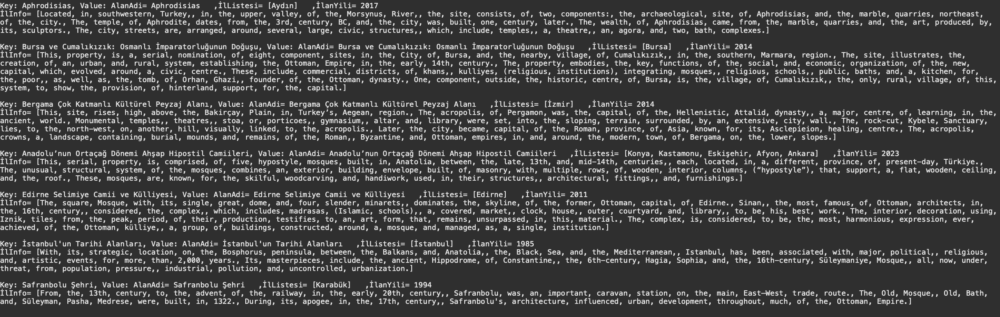 Key: Aphrodisias, Value: AlanAdi= Aphrodisias   ,İlListesi= [Aydın]   ,İlanYili= 2017
İlInfo= [Located, in, southwestern, Turkey,, in, the, upper, valley, of, the, Morsynus, River,, the, site, consists, of, two, components:, the, archaeological, site, of, Aphrodisias, and, the, marble, quarries, northeast,
of, the, city., The, temple, of, Aphrodite, dates, from, the, 3rd, century, BC, and, the, city, was, built, one, century, later., The, wealth, of, Aphrodisias, came, from, the, marble, quarries, and, the, art, produced, by,
its, sculptors., The, city, streets, are, arranged, around, several, large, civic, structures,, which, include, temples,, a, theatre,, an, agora, and, two, bath, complexes.]

Key: Bursa ve Cumalıkızık: Osmanlı İmparatorluğunun Doğuşu, Value: AlanAdi= Bursa ve Cumalıkızık: Osmanlı İmparatorluğunun Doğuşu   ,İlListesi= [Bursa]   ,İlanYili= 2014
İlInfo= [This, property, is, a, serial, nomination, of, eight, component, sites, in, the, City, of, Bursa, and, the, nearby, village, of, Cumalıkızık,, in, the, southern, Marmara, region., The, site, illustrates, the,
creation, of, an, urban, and, rural, system, establishing, the, Ottoman, Empire, in, the, early, 14th, century., The, property, embodies, the, key, functions, of, the, social, and, economic, organization, of, the, new,
capital, which, evolved, around, a, civic, centre., These, include, commercial, districts, of, khans,, kulliyes, (religious, institutions), integrating, mosques,, religious, schools,, public, baths, and, a, kitchen, for,
the, poor,, as, well, as, the, tomb, of, Orhan, Ghazi,, founder, of, the, Ottoman, dynasty., One, component, outside, the, historic, centre, of, Bursa, is, the, village, of, Cumalıkızık,, the, only, rural, village, of, this,
system, to, show, the, provision, of, hinterland, support, for, the, capital.]

Key: Bergama Çok Katmanlı Kültürel Peyzaj Alanı, Value: AlanAdi= Bergama Çok Katmanlı Kültürel Peyzaj Alanı   ,İlListesi= [İzmir]   ,İlanYili= 2014
İlInfo= [This, site, rises, high, above, the, Bakirçay, Plain, in, Turkey’s, Aegean, region., The, acropolis, of, Pergamon, was, the, capital, of, the, Hellenistic, Attalid, dynasty,, a, major, centre, of, learning, in, the,
ancient, world., Monumental, temples,, theatres,, stoa, or, porticoes,, gymnasium,, altar, and, library, were, set, into, the, sloping, terrain, surrounded, by, an, extensive, city, wall., The, rock-cut, Kybele, Sanctuary,
lies, to, the, north-west, on, another, hill, visually, linked, to, the, acropolis., Later, the, city, became, capital, of, the, Roman, province, of, Asia, known, for, its, Asclepieion, healing, centre., The, acropolis,
crowns, a, landscape, containing, burial, mounds, and, remains, of, the, Roman,, Byzantine, and, Ottoman, empires, in, and, around, the, modern, town, of, Bergama, on, the, lower, slopes.]

Key: Anadolu’nun Ortaçağ Dönemi Ahşap Hipostil Camiileri, Value: AlanAdi= Anadolu’nun Ortaçağ Dönemi Ahşap Hipostil Camiileri   ,İlListesi= [Konya, Kastamonu, Eskişehir, Afyon, Ankara]   ,İlanYili= 2023
İlInfo= [This, serial, property, is, comprised, of, five, hypostyle, mosques, built, in, Anatolia, between, the, late, 13th, and, mid-14th, centuries,, each, located, in, a, different, province, of, present-day, Türkiye.,
The, unusual, structural, system, of, the, mosques, combines, an, exterior, building, envelope, built, of, masonry, with, multiple, rows, of, wooden, interior, columns, (“hypostyle”), that, support, a, flat, wooden, ceiling,
and, the, roof., These, mosques, are, known, for, the, skilful, woodcarving, and, handiwork, used, in, their, structures,, architectural, fittings,, and, furnishings.]

Key: Edirne Selimiye Camii ve Külliyesi, Value: AlanAdi= Edirne Selimiye Camii ve Külliyesi   ,İlListesi= [Edirne]   ,İlanYili= 2011
İlInfo= [The, square, Mosque, with, its, single, great, dome, and, four, slender, minarets,, dominates, the, skyline, of, the, former, Ottoman, capital, of, Edirne., Sinan,, the, most, famous, of, Ottoman, architects, in,
the, 16th, century,, considered, the, complex,, which, includes, madrasas, (Islamic, schools),, a, covered, market,, clock, house,, outer, courtyard, and, library,, to, be, his, best, work., The, interior, decoration, using,
Iznik, tiles, from, the, peak, period, of, their, production, testifies, to, an, art, form, that, remains, unsurpassed, in, this, material., The, complex, is, considered, to, be, the, most, harmonious, expression, ever,
achieved, of, the, Ottoman, külliye,, a, group, of, buildings, constructed, around, a, mosque, and, managed, as, a, single, institution.]

Key: İstanbul'un Tarihi Alanları, Value: AlanAdi= İstanbul'un Tarihi Alanları   ,İlListesi= [İstanbul]   ,İlanYili= 1985
İlInfo= [With, its, strategic, location, on, the, Bosphorus, peninsula, between, the, Balkans, and, Anatolia,, the, Black, Sea, and, the, Mediterranean,, Istanbul, has, been, associated, with, major, political,, religious,
and, artistic, events, for, more, than, 2,000, years., Its, masterpieces, include, the, ancient, Hippodrome, of, Constantine,, the, 6th-century, Hagia, Sophia, and, the, 16th-century, Süleymaniye, Mosque,, all, now, under,
threat, from, population, pressure,, industrial, pollution, and, uncontrolled, urbanization.]

Key: Safranbolu Şehri, Value: AlanAdi= Safranbolu Şehri   ,İlListesi= [Karabük]   ,İlanYili= 1994
İlInfo= [From, the, 13th, century, to, the, advent, of, the, railway, in, the, early, 20th, century,, Safranbolu, was, an, important, caravan, station, on, the, main, East–West, trade, route., The, Old, Mosque,, Old, Bath,
and, Süleyman, Pasha, Medrese, were, built, in, 1322., During, its, apogee, in, the, 17th, century,, Safranbolu's, architecture, influenced, urban, development, throughout, much, of, the, Ottoman, Empire.]